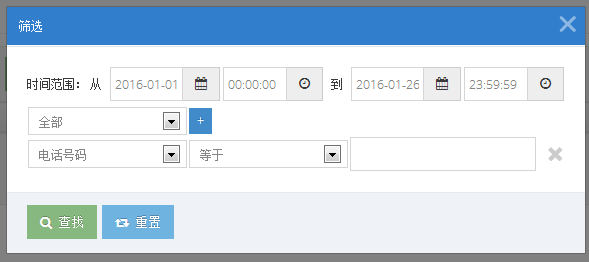 筛选
时间范围： 从 2016-01-01 00:00:00 到 2016-01-26 23:59:59
全部 +
电话号码 等于
查找 重置